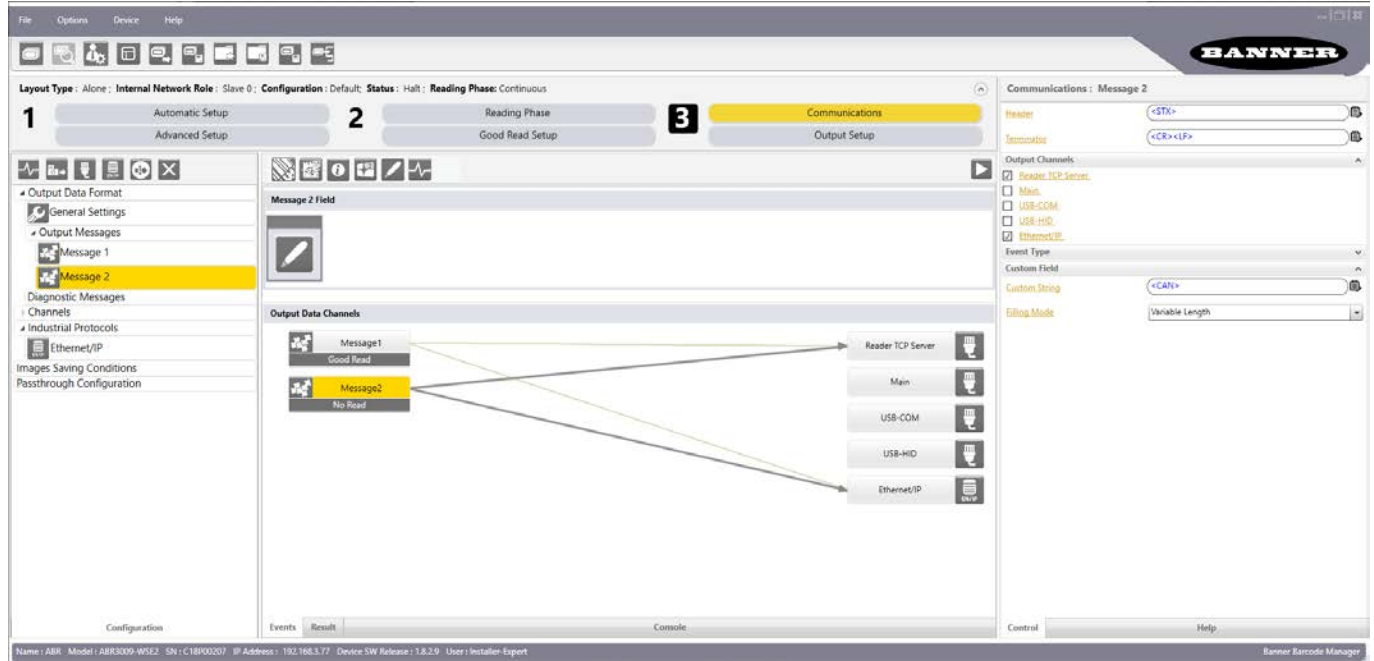 File Options Device Help
BANNER
Layout Type : Alone ; Internal Network Role : Slave 0 ; Configuration : Default; Status : Halt ; Reading Phase: Continuous
1
Automatic Setup
Advanced Setup
2
Reading Phase
Good Read Setup
3
Communications
Output Setup
Output Data Format
General Settings
Output Messages
Message 1
Message 2
Diagnostic Messages
Channels
Industrial Protocols
Ethernet/IP
Images Saving Conditions
Passthrough Configuration
Configuration
Message 2 Field
Output Data Channels
Message1
Good Read
Message2
No Read
Reader TCP Server
Main
USB-COM
USB-HID
Ethernet/IP
EN/IP
Events Result Console
Communications : Message 2
Header <STX>
Terminator <CR><LF>
Output Channels
Reader TCP Server
Main
USB-COM
USB-HID
Ethernet/IP
Event Type
Custom Field
Custom String <CAN>
Filling Mode Variable Length
Control Help
Name : ABR Model : ABR3009-WSE2 SN : C18P00207 IP Address : 192.168.3.77 Device SW Release : 1.8.2.9 User : Installer-Expert
Banner Barcode Manager